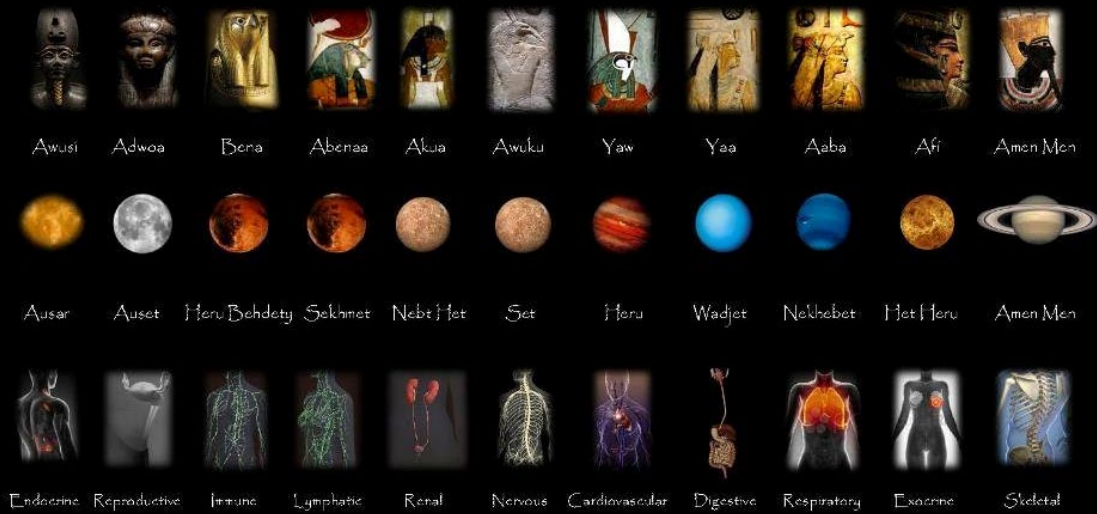 Awusi Adwoa Bena Abenaa Akua Awuku Yaw Yaa Aaba Afi Amen Men
Ausar Auset Heru Behdety Sekhmet Nebt Het Set Heru Wadjet Nekhebet Het Heru Amen Men
Endocrine Reproductive Immune Lymphatic Renal Nervous Cardiovascular Digestive Respiratory Exocrine Skeletal